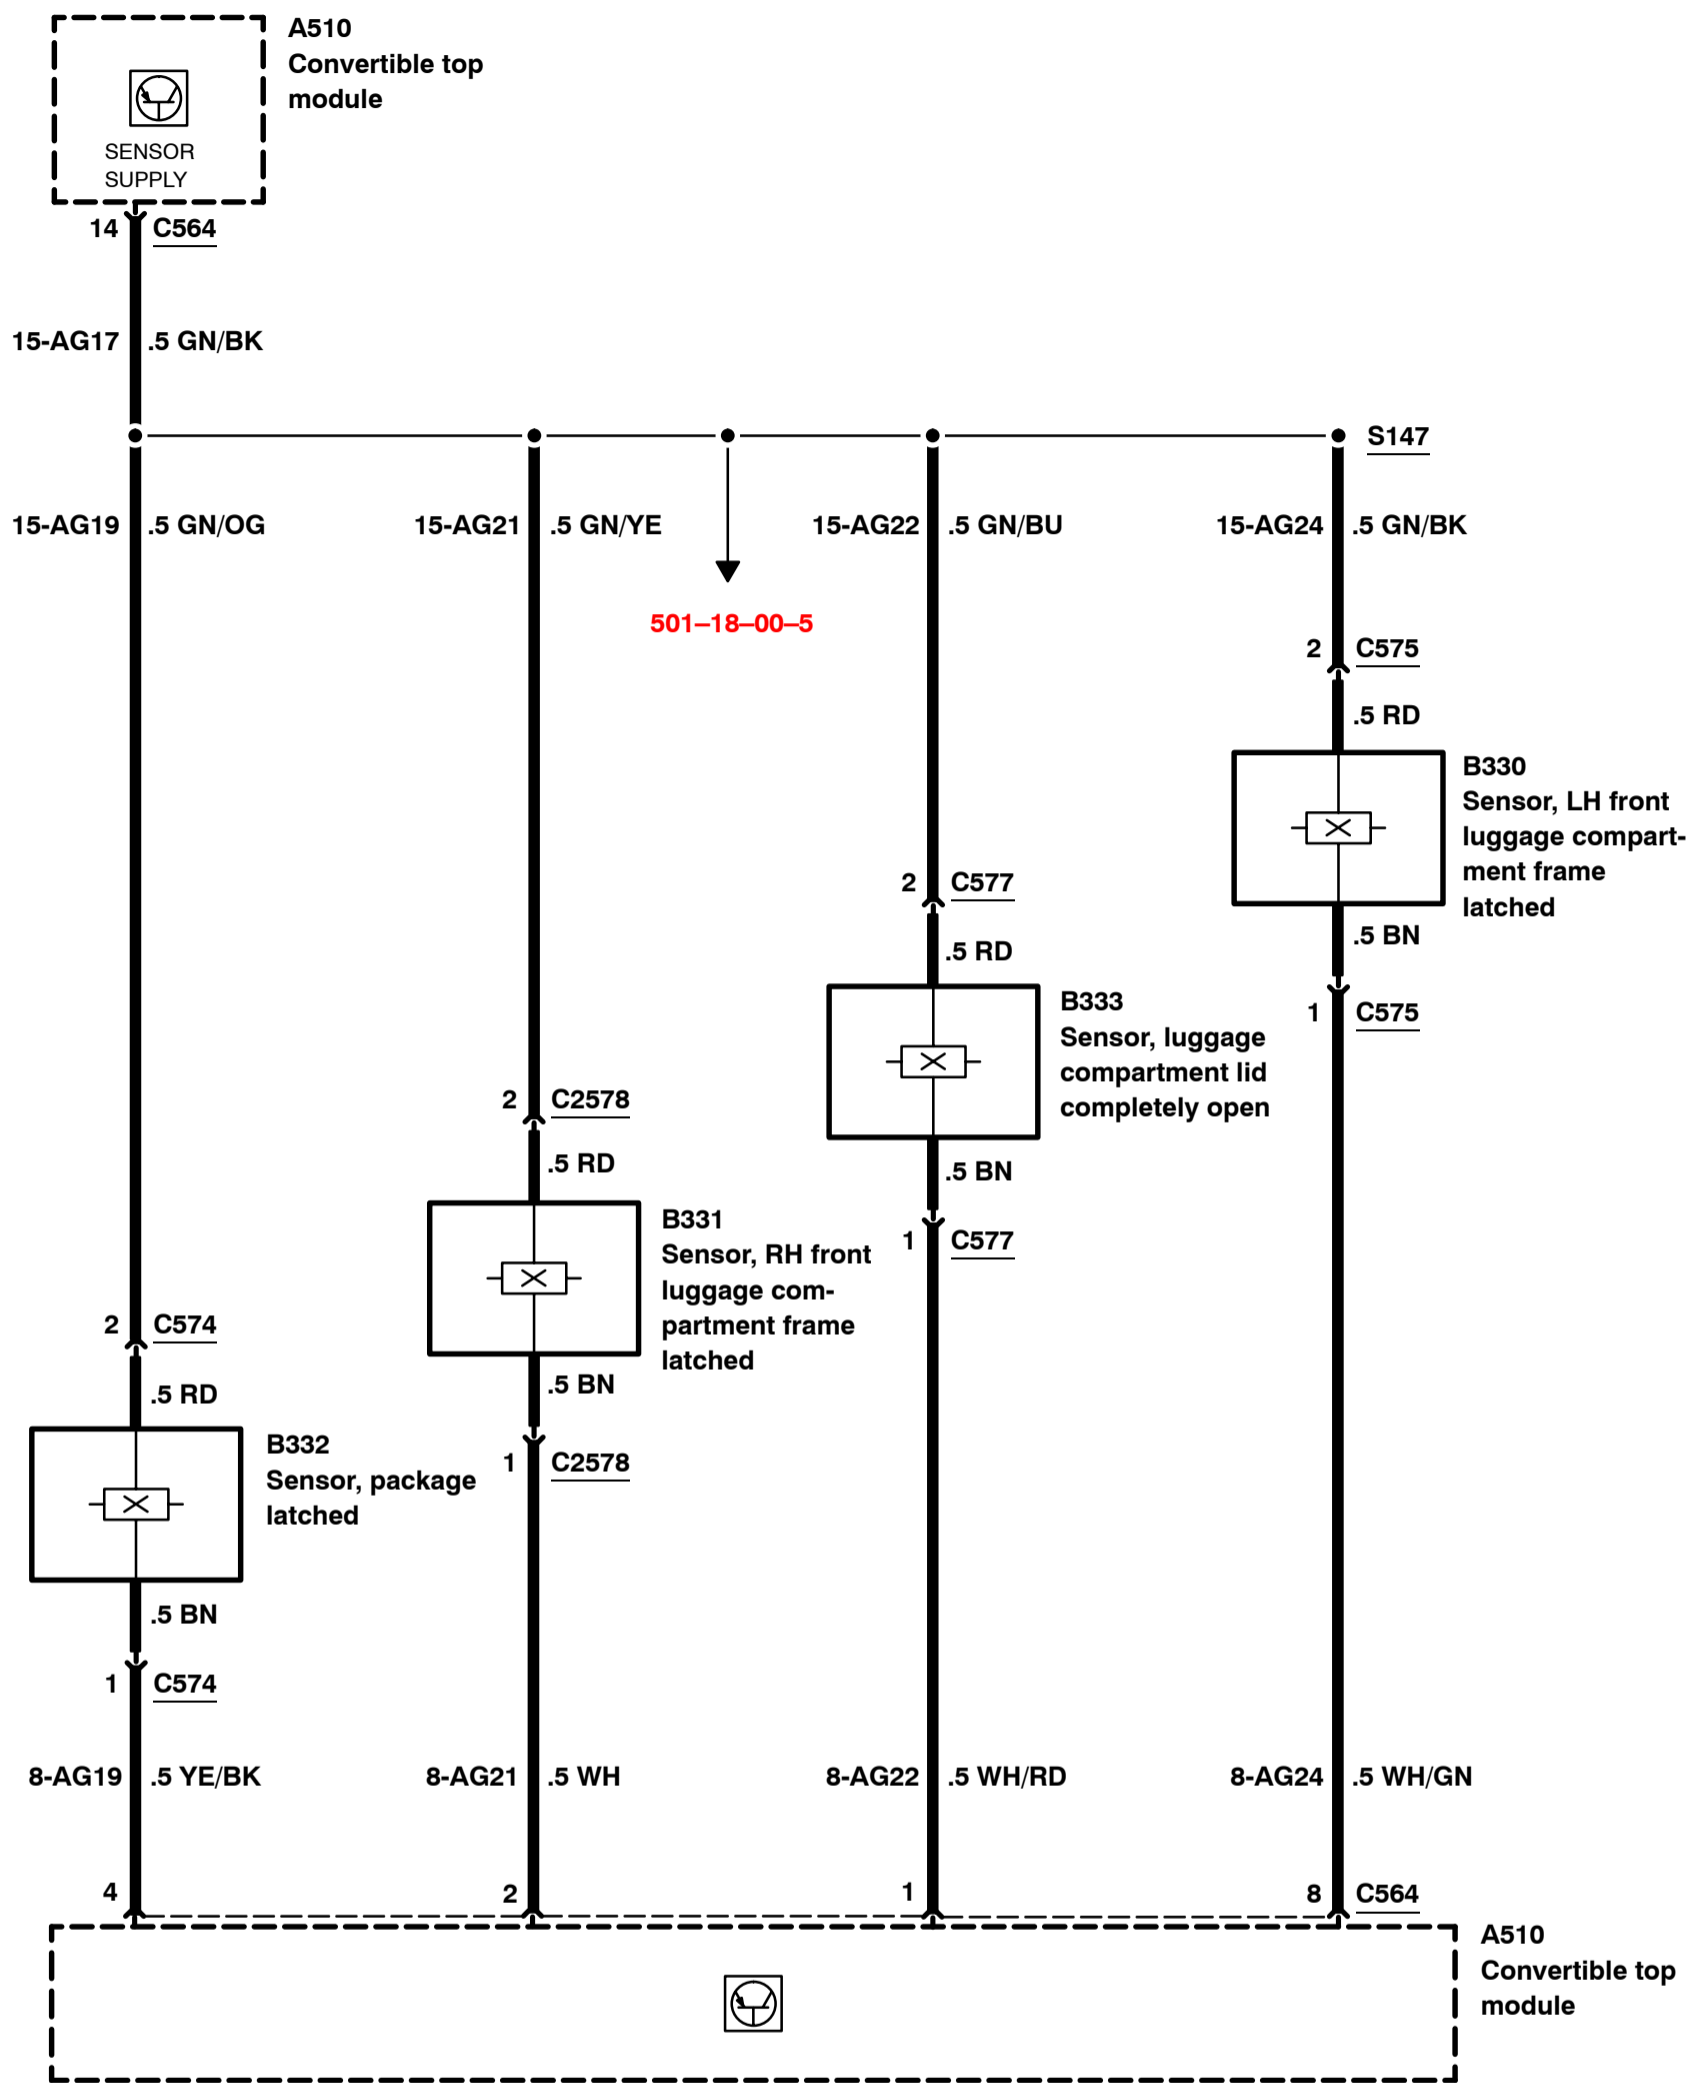 A510
Convertible top
module
SENSOR
SUPPLY
14 C564
15-AG17 .5 GN/BK
S147
15-AG19 .5 GN/OG 15-AG21 .5 GN/YE 15-AG22 .5 GN/BU 15-AG24 .5 GN/BK
501–18–00–5
2 C575
.5 RD
B330
Sensor, LH front
luggage compart-
ment frame
latched
.5 BN
1 C575
2 C577
.5 RD
B333
Sensor, luggage
compartment lid
completely open
.5 BN
1 C577
2 C2578
.5 RD
B331
Sensor, RH front
luggage com-
partment frame
latched
.5 BN
1 C2578
2 C574
.5 RD
B332
Sensor, package
latched
.5 BN
1 C574
8-AG19 .5 YE/BK 8-AG21 .5 WH 8-AG22 .5 WH/RD 8-AG24 .5 WH/GN
4 2 1 8 C564
A510
Convertible top
module